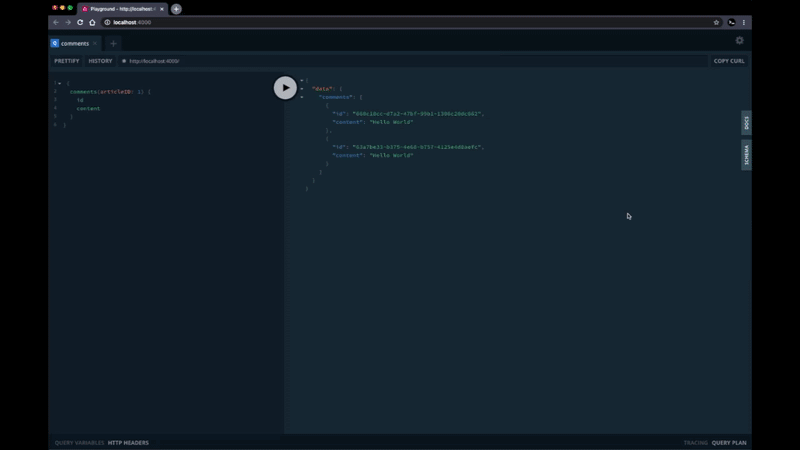 Playground - http://localhost:4
localhost:4000
comments
PRETTIFY HISTORY http://localhost:4000/ COPY CURL
1 {
2 comments(articleID: 1) {
3 id
4 content
5 }
6 }
{
"data": {
"comments": [
{
"id":
"content": "Hello World"
},
{
"id":
"content": "Hello World"
}
]
}
}
DOCS
SCHEMA
QUERY VARIABLES HTTP HEADERS TRACING QUERY PLAN